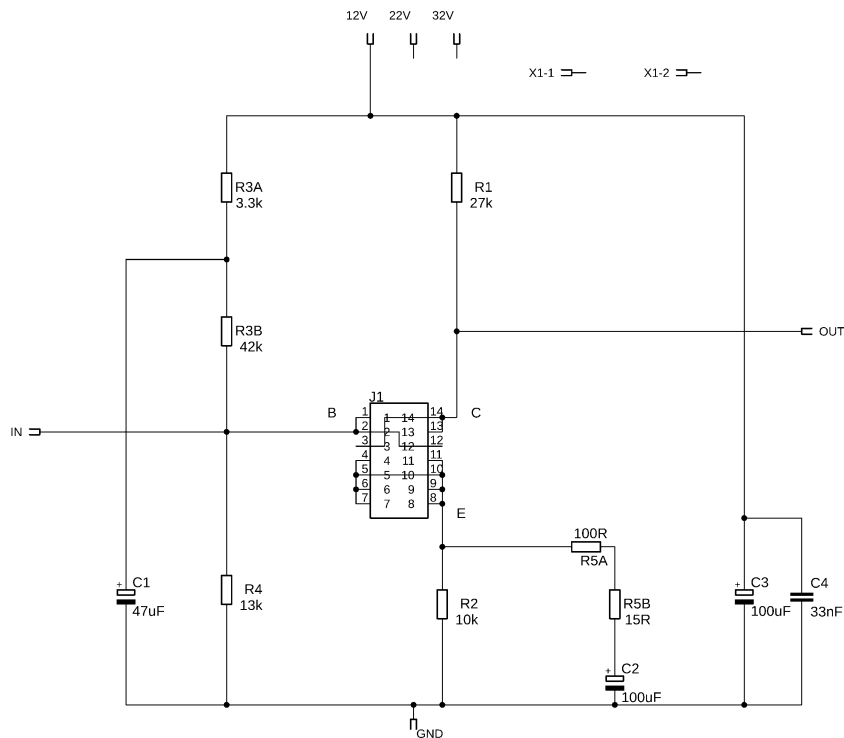 12V 22V 32V
X1-1 X1-2
R3A R1
3.3k 27k
R3B OUT
42k
J1
B 1 1 14 14 C
IN 2 2 13 13
3 3 12 12
4 4 11 11
5 5 10 10
6 6 9 9
7 7 8 8
E
100R
R5A
+ C1 R4 R2 R5B + C3 C4
47uF 13k 10k 15R 100uF 33nF
+ C2
100uF
GND